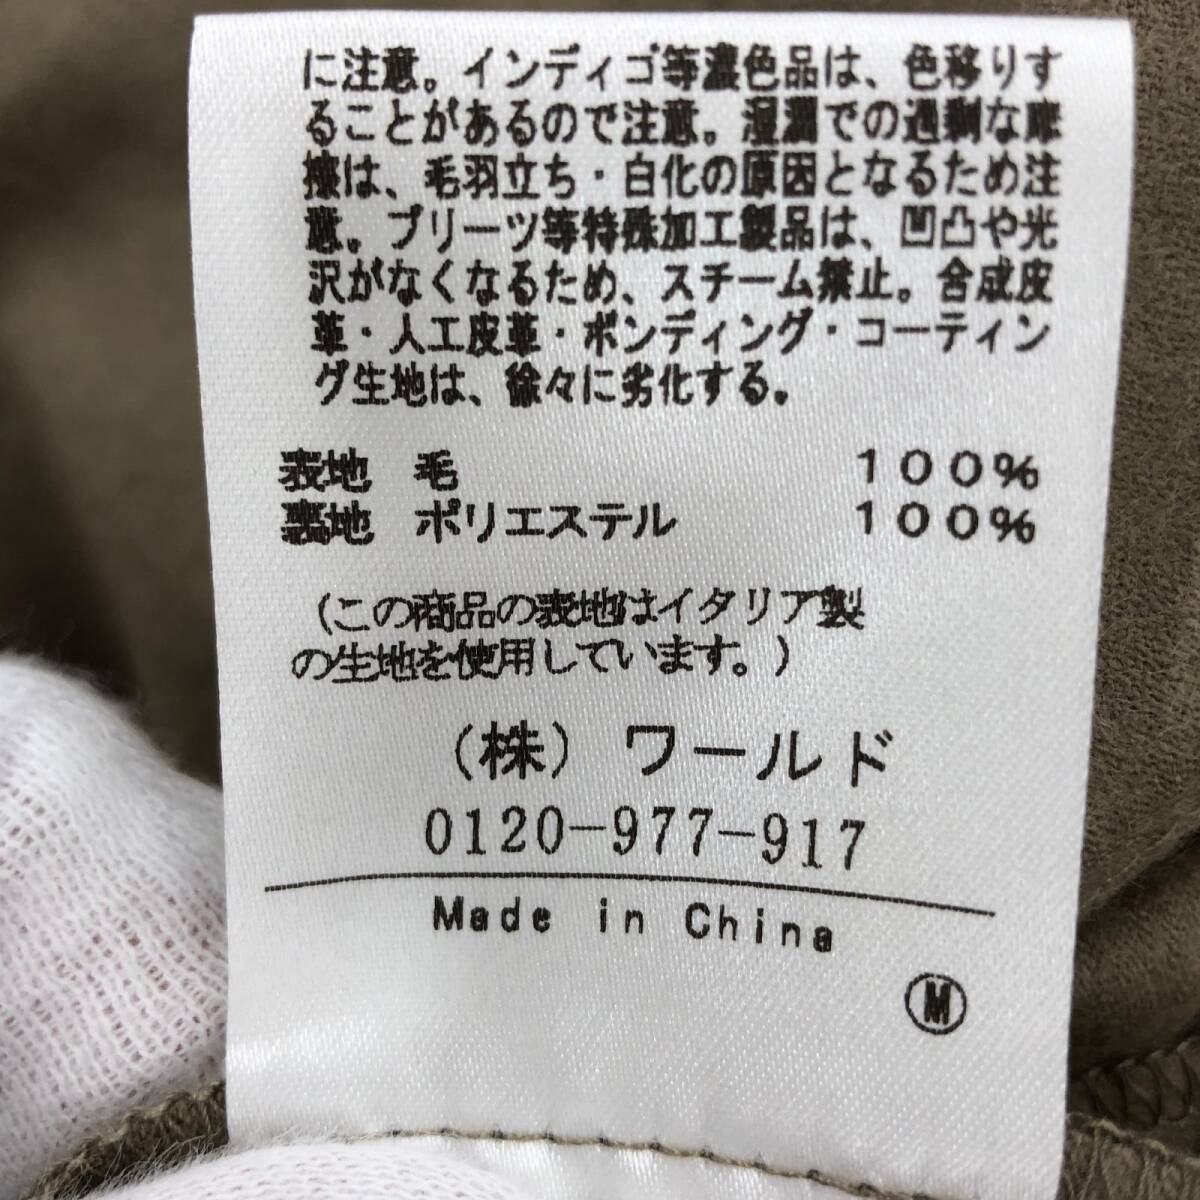 に注意。インディゴ等濃色品は、色移りす
ることがあるので注意。湿潤での過剰な摩
擦は、毛羽立ち・白化の原因となるため注
意。プリーツ等特殊加工製品は、凹凸や光
沢がなくなるため、スチーム禁止。合成皮
革・人工皮革・ボンディング・コーティン
グ生地は、徐々に劣化する。
表地 毛 100%
裏地 ポリエステル 100%
(この商品の表地はイタリア製
の生地を使用しています。)
(株) ワールド
0120-977-917
Made in China
Ⓜ